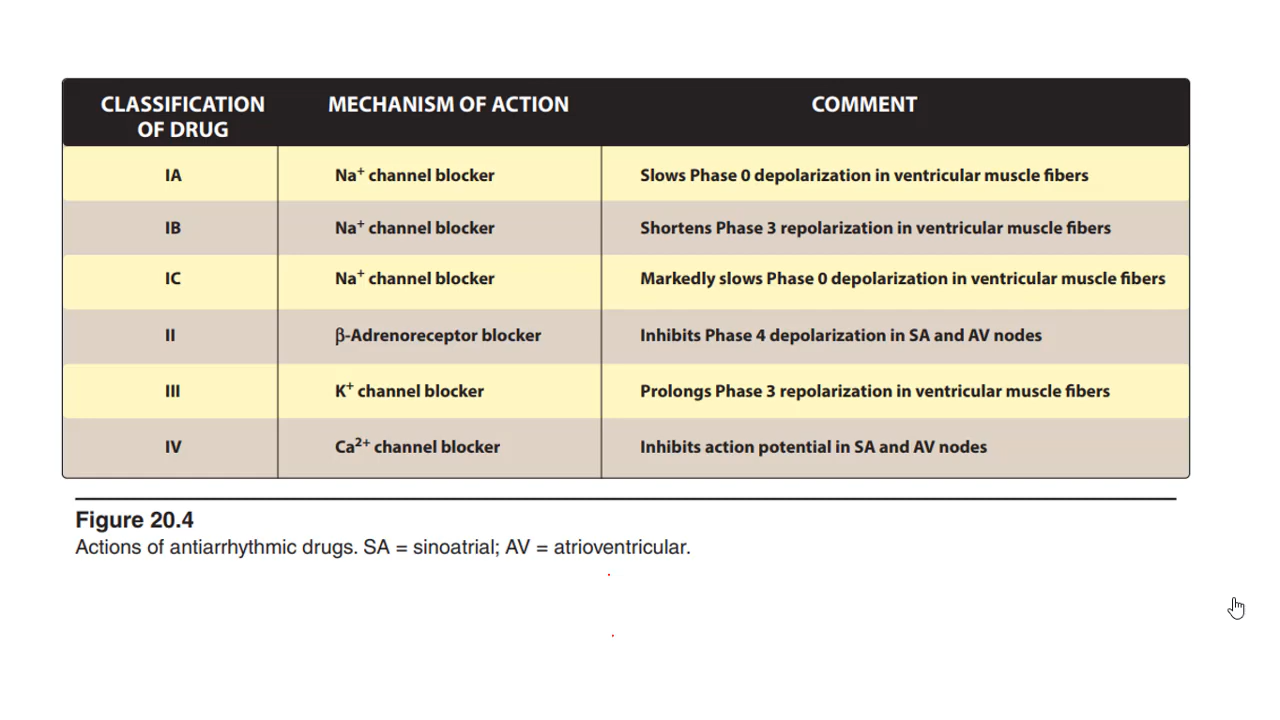 CLASSIFICATION OF DRUG MECHANISM OF ACTION COMMENT
IA Na⁺ channel blocker Slows Phase 0 depolarization in ventricular muscle fibers
IB Na⁺ channel blocker Shortens Phase 3 repolarization in ventricular muscle fibers
IC Na⁺ channel blocker Markedly slows Phase 0 depolarization in ventricular muscle fibers
II β-Adrenoreceptor blocker Inhibits Phase 4 depolarization in SA and AV nodes
III K⁺ channel blocker Prolongs Phase 3 repolarization in ventricular muscle fibers
IV Ca²⁺ channel blocker Inhibits action potential in SA and AV nodes
Figure 20.4
Actions of antiarrhythmic drugs. SA = sinoatrial; AV = atrioventricular.